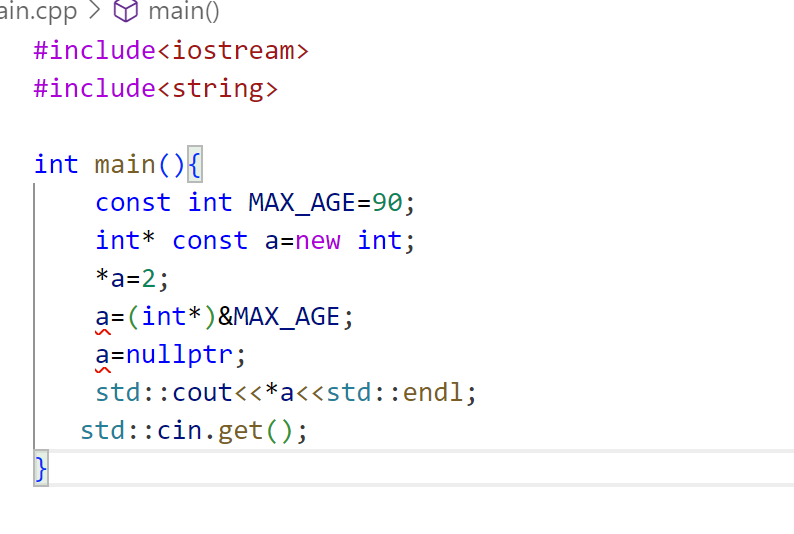 ain.cpp > main()
#include<iostream>
#include<string>
int main(){
    const int MAX_AGE=90;
    int* const a=new int;
    *a=2;
    a=(int*)&MAX_AGE;
    a=nullptr;
    std::cout<<*a<<std::endl;
   std::cin.get();
}